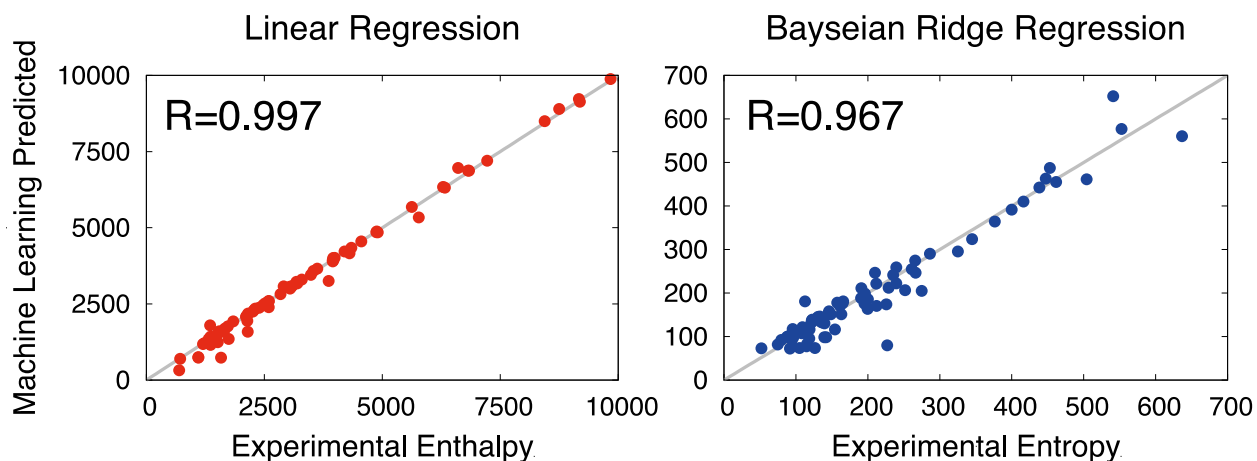 Linear Regression
Machine Learning Predicted
10000
7500
5000
2500
0
R=0.997
0 2500 5000 7500 10000
Experimental Enthalpy
Bayseian Ridge Regression
700
600
500
400
300
200
100
0
R=0.967
0 100 200 300 400 500 600 700
Experimental Entropy